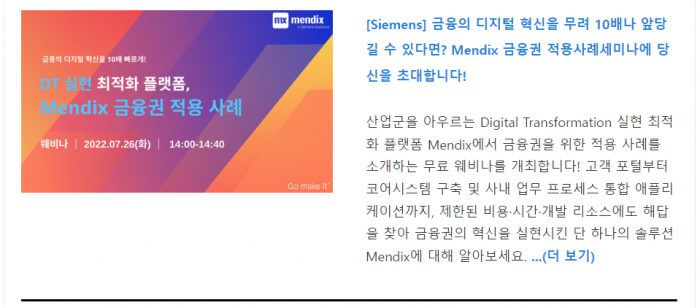 mx mendix
A Siemens business
금융의 디지털 혁신을 10배 빠르게!
DT 실현 최적화 플랫폼,
Mendix 금융권 적용 사례
웨비나 | 2022.07.26(화) | 14:00-14:40
Go make it™
[Siemens] 금융의 디지털 혁신을 무려 10배나 앞당
길 수 있다면? Mendix 금융권 적용사례세미나에 당
신을 초대합니다!
산업군을 아우르는 Digital Transformation 실현 최적
화 플랫폼 Mendix에서 금융권을 위한 적용 사례를
소개하는 무료 웨비나를 개최합니다! 고객 포털부터
코어시스템 구축 및 사내 업무 프로세스 통합 애플리
케이션까지, 제한된 비용·시간·개발 리소스에도 해답
을 찾아 금융권의 혁신을 실현시킨 단 하나의 솔루션
Mendix에 대해 알아보세요. ...(더 보기)